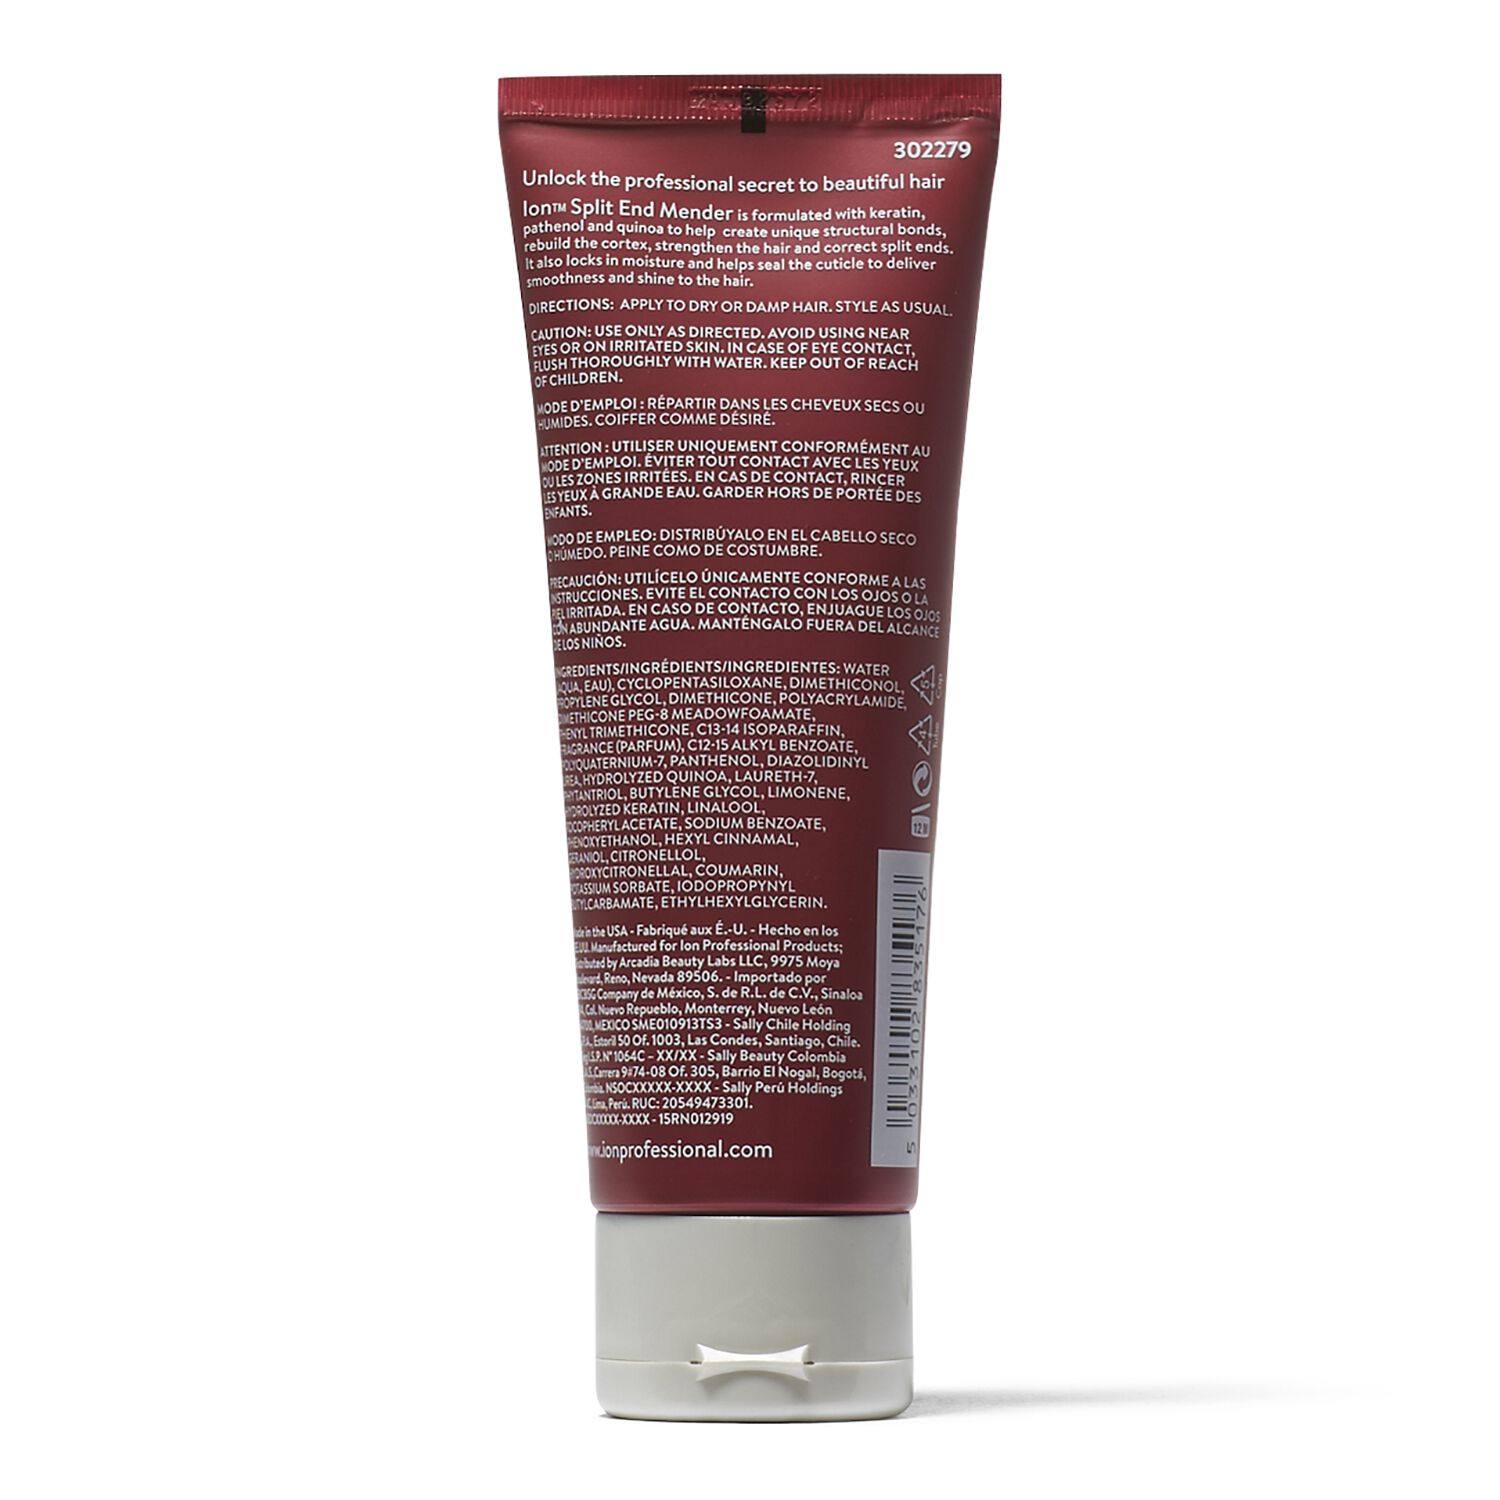 302279
Unlock the professional secret to beautiful hair
Ion™ Split End Mender is formulated with keratin,
pathenol and quinoa to help create unique structural bonds,
rebuild the cortex, strengthen the hair and correct split ends.
It also locks in moisture and helps seal the cuticle to deliver
smoothness and shine to the hair.
DIRECTIONS: APPLY TO DRY OR DAMP HAIR. STYLE AS USUAL.
CAUTION: USE ONLY AS DIRECTED. AVOID USING NEAR
EYES OR ON IRRITATED SKIN. IN CASE OF EYE CONTACT,
FLUSH THOROUGHLY WITH WATER. KEEP OUT OF REACH
OF CHILDREN.
MODE D'EMPLOI : RÉPARTIR DANS LES CHEVEUX SECS OU
HUMIDES. COIFFER COMME DÉSIRÉ.
ATTENTION : UTILISER UNIQUEMENT CONFORMÉMENT AU
MODE D'EMPLOI. ÉVITER TOUT CONTACT AVEC LES YEUX
OU LES ZONES IRRITÉES. EN CAS DE CONTACT, RINCER
LES YEUX À GRANDE EAU. GARDER HORS DE PORTÉE DES
ENFANTS.
MODO DE EMPLEO: DISTRIBÚYALO EN EL CABELLO SECO
O HÚMEDO. PEINE COMO DE COSTUMBRE.
PRECAUCIÓN: UTILÍCELO ÚNICAMENTE CONFORME A LAS
INSTRUCCIONES. EVITE EL CONTACTO CON LOS OJOS O LA
PIEL IRRITADA. EN CASO DE CONTACTO, ENJUAGUE LOS OJOS
CON ABUNDANTE AGUA. MANTÉNGALO FUERA DEL ALCANCE
DE LOS NIÑOS.
INGREDIENTS/INGRÉDIENTS/INGREDIENTES: WATER
(AQUA, EAU), CYCLOPENTASILOXANE, DIMETHICONOL,
PROPYLENE GLYCOL, DIMETHICONE, POLYACRYLAMIDE,
DIMETHICONE PEG-8 MEADOWFOAMATE,
PHENYL TRIMETHICONE, C13-14 ISOPARAFFIN,
FRAGRANCE (PARFUM), C12-15 ALKYL BENZOATE,
POLYQUATERNIUM-7, PANTHENOL, DIAZOLIDINYL
UREA, HYDROLYZED QUINOA, LAURETH-7,
PHYTANTRIOL, BUTYLENE GLYCOL, LIMONENE,
HYDROLYZED KERATIN, LINALOOL,
TOCOPHERYL ACETATE, SODIUM BENZOATE,
PHENOXYETHANOL, HEXYL CINNAMAL,
GERANIOL, CITRONELLOL,
HYDROXYCITRONELLAL, COUMARIN,
POTASSIUM SORBATE, IODOPROPYNYL
BUTYLCARBAMATE, ETHYLHEXYLGLYCERIN.
Made in the USA - Fabriqué aux É.-U. - Hecho en los
EE.UU. Manufactured for Ion Professional Products;
Distributed by Arcadia Beauty Labs LLC, 9975 Moya
Boulevard, Reno, Nevada 89506. - Importado por
Company de México, S. de R.L. de C.V., Sinaloa
Col. Nuevo Repueblo, Monterrey, Nuevo León
MEXICO SME010913TS3 - Sally Chile Holding
Estoril 50 Of. 1003, Las Condes, Santiago, Chile.
I.S.P. N° 1064C - XX/XX - Sally Beauty Colombia
Carrera 9#74-08 Of. 305, Barrio El Nogal, Bogotá,
Colombia. NSOCXXXXX-XXXX - Sally Perú Holdings
Lima, Perú. RUC: 20549473301.
15RN012919
www.ionprofessional.com
5
Cap
4
Tube
12 M
5 033102 835176